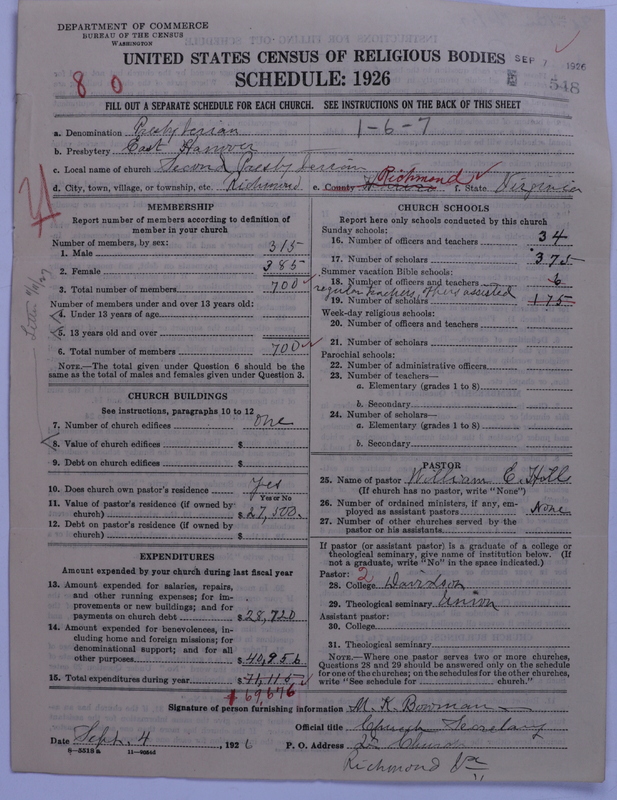 DEPARTMENT OF COMMERCE
BUREAU OF THE CENSUS
WASHINGTON
UNITED STATES CENSUS OF RELIGIOUS BODIES
SEP 7 1926
SCHEDULE: 1926
548
8 0
FILL OUT A SEPARATE SCHEDULE FOR EACH CHURCH. SEE INSTRUCTIONS ON THE BACK OF THIS SHEET
a. Denomination Presbyterian 1-6-7
b. Presbytery East Hanover
c. Local name of church Second Presbyterian
d. City, town, village, or township, etc. Richmond e. County Richmond f. State Virginia
MEMBERSHIP
Report number of members according to definition of
member in your church
Number of members, by sex:
1. Male 315
2. Female 385
3. Total number of members 700
Number of members under and over 13 years old:
4. Under 13 years of age
5. 13 years old and over
6. Total number of members 700
NOTE.—The total given under Question 6 should be
same as the total of males and females given under Question 3.
CHURCH BUILDINGS
See instructions, paragraphs 10 to 12
7. Number of church edifices one
8. Value of church edifices $
9. Debt on church edifices $
10. Does church own pastor's residence yes
Yes or No
11. Value of pastor's residence (if owned by
church) $ 27,500.
12. Debt on pastor's residence (if owned by
church) $
EXPENDITURES
Amount expended by your church during last fiscal year
13. Amount expended for salaries, repairs,
and other running expenses; for im-
provements or new buildings; and for
payments on church debt $ 28,720
14. Amount expended for benevolences, in-
cluding home and foreign missions; for
denominational support; and for all
other purposes $ 40,956
15. Total expenditures during year $ 71,115
$ 69,676
CHURCH SCHOOLS
Report here only schools conducted by this church
Sunday schools:
16. Number of officers and teachers 34
17. Number of scholars 375
Summer vacation Bible schools:
18. Number of officers and teachers 6
regular teachers, others assisted
19. Number of scholars 175
Week-day religious schools:
20. Number of officers and teachers
21. Number of scholars
Parochial schools:
22. Number of administrative officers
23. Number of teachers—
a. Elementary (grades 1 to 8)
b. Secondary
24. Number of scholars—
a. Elementary (grades 1 to 8)
b. Secondary
PASTOR
25. Name of pastor William E. Hill
(If church has no pastor, write "None")
26. Number of ordained ministers, if any, em-
ployed as assistant pastors None
27. Number of other churches served by the
pastor or his assistants
If pastor (or assistant pastor) is a graduate of a college or
theological seminary, give name of institution below. (If
not a graduate, write "No" in the space indicated.)
Pastor: 2
28. College Davidson
29. Theological seminary Union
Assistant pastor:
30. College
31. Theological seminary
NOTE.—Where one pastor serves two or more churches,
Questions 28 and 29 should be answered only on the schedule
for one of the churches; on the schedules for the other churches,
write "See schedule for church."
Signature of person furnishing information M. K. Bowman
Official title Church Secretary
Date Sept. 4, 1926 P. O. Address
Richmond Va